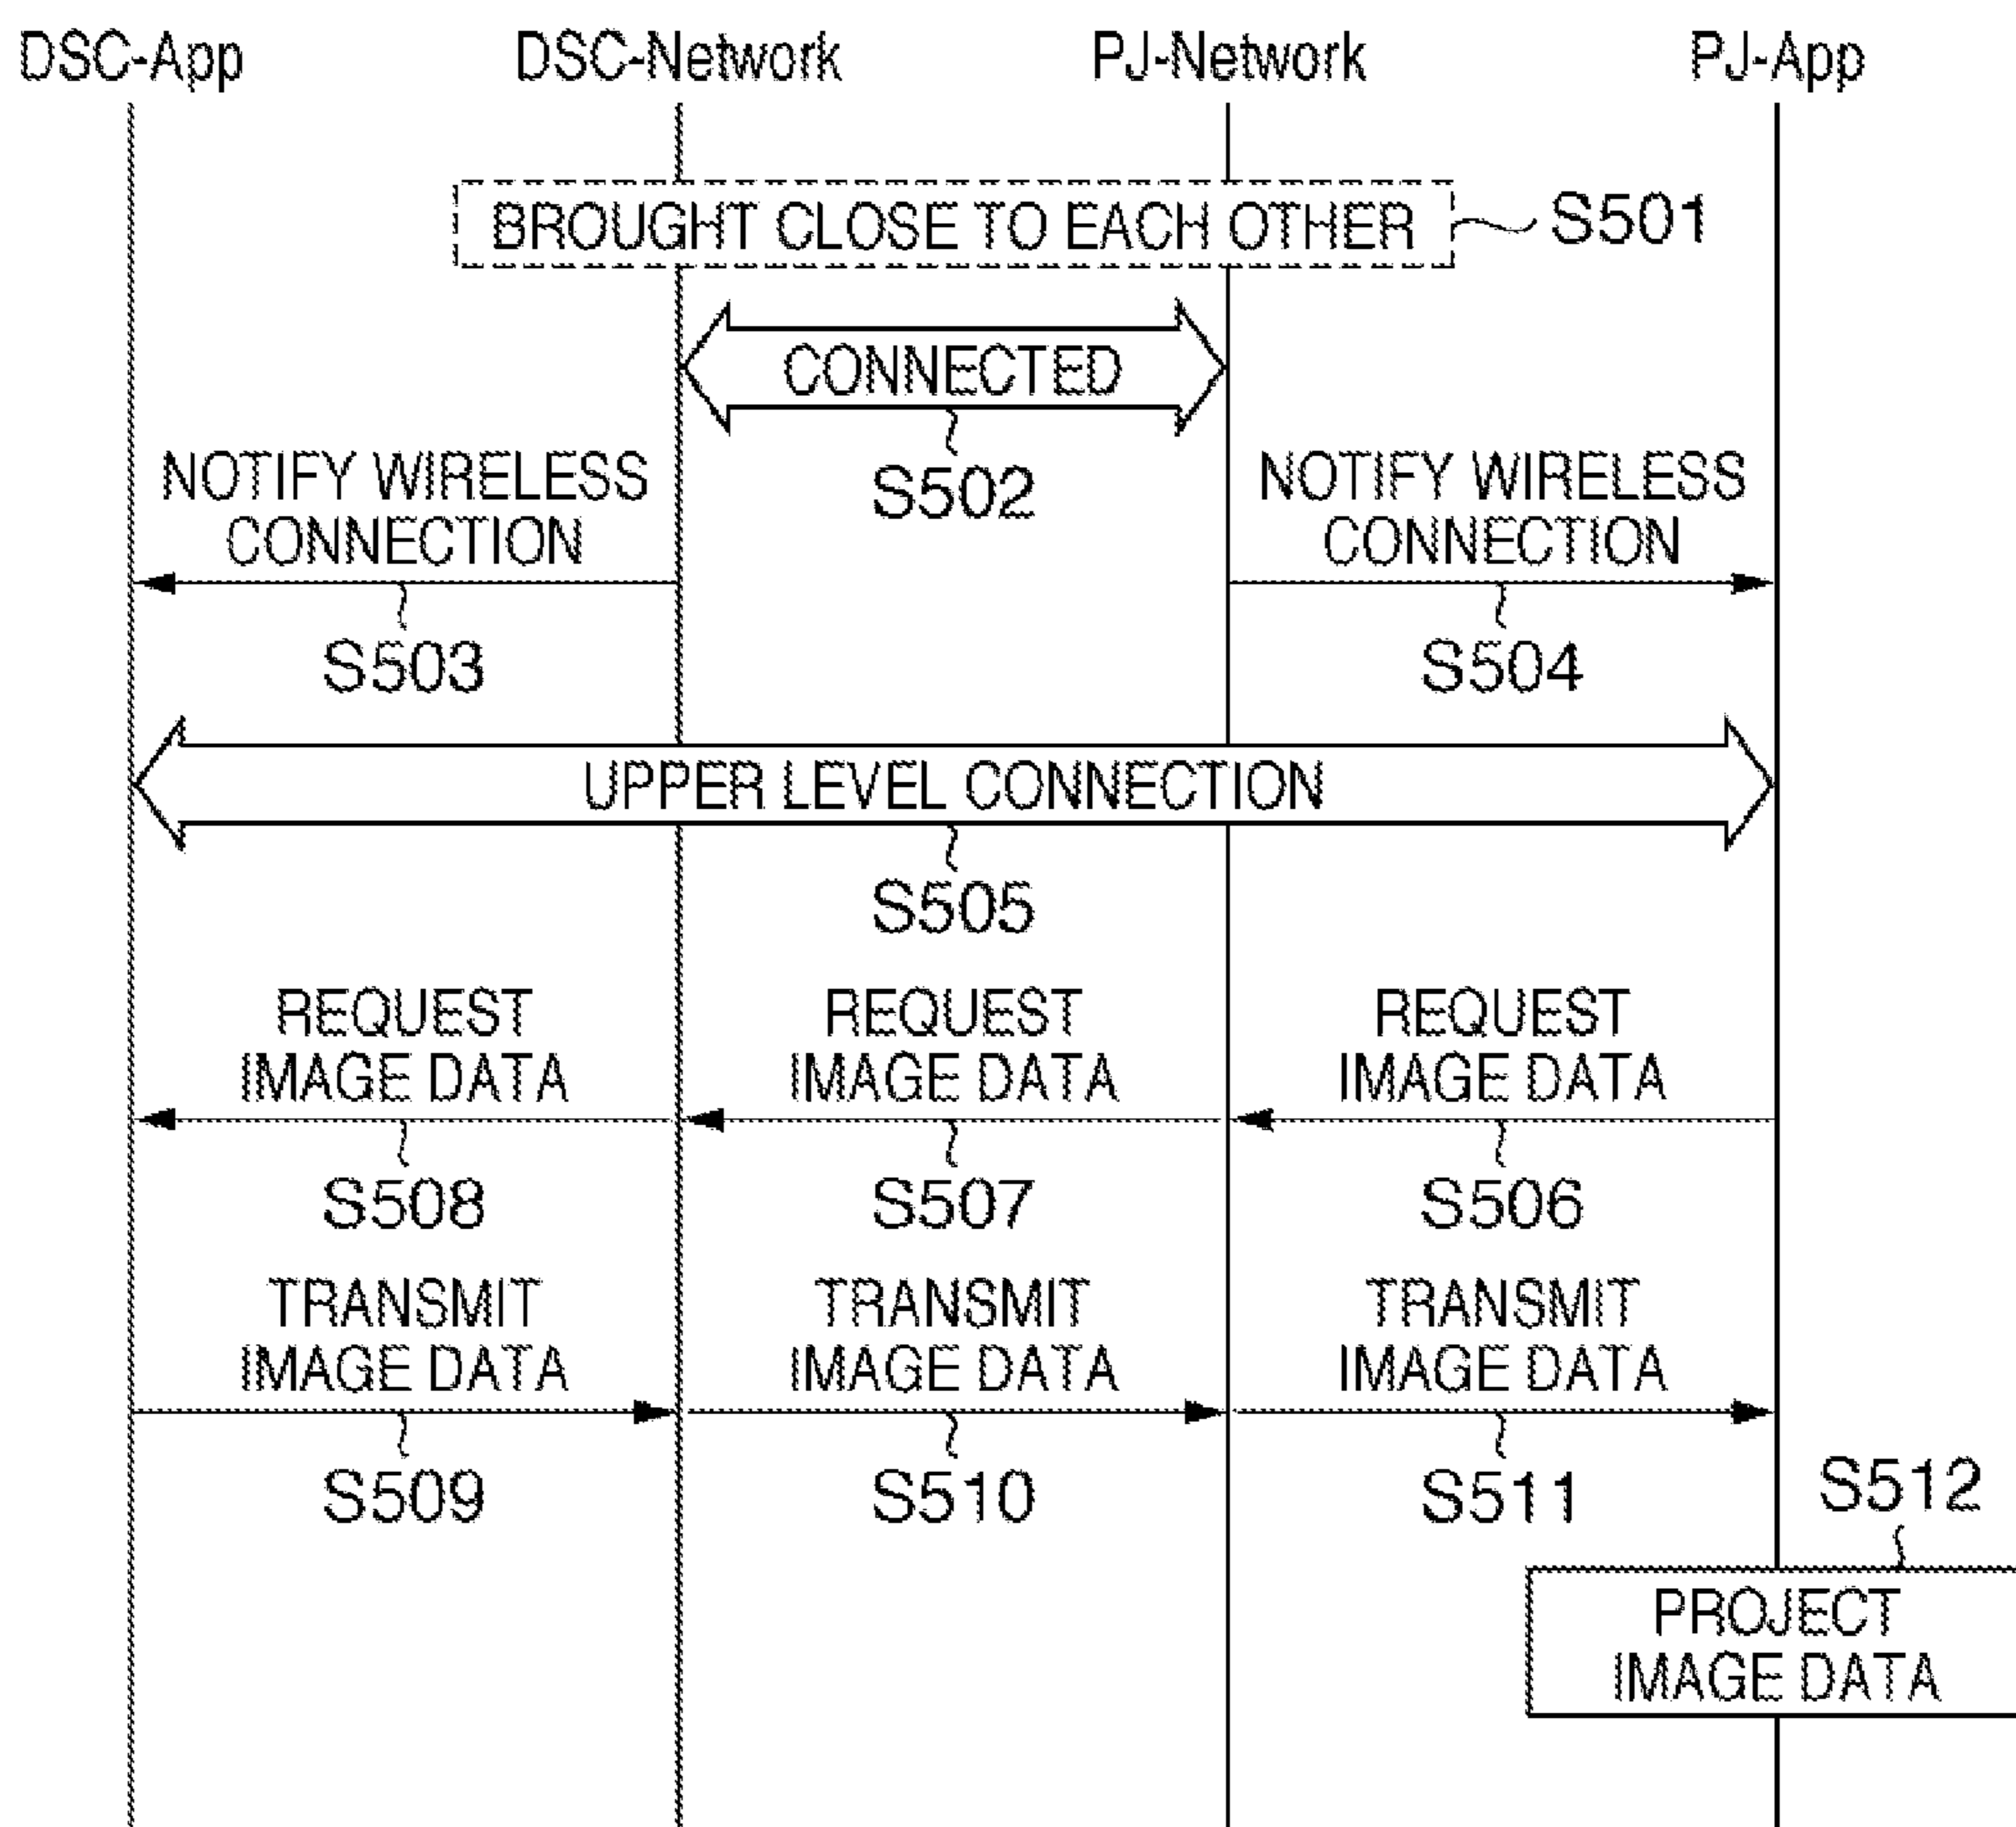 DSC-App DSC-Network PJ-Network PJ-App
BROUGHT CLOSE TO EACH OTHER S501
CONNECTED
S502
NOTIFY WIRELESS
CONNECTION
S503
NOTIFY WIRELESS
CONNECTION
S504
UPPER LEVEL CONNECTION
S505
REQUEST
IMAGE DATA
S508
REQUEST
IMAGE DATA
S507
REQUEST
IMAGE DATA
S506
TRANSMIT
IMAGE DATA
S509
TRANSMIT
IMAGE DATA
S510
TRANSMIT
IMAGE DATA
S511
S512
PROJECT
IMAGE DATA